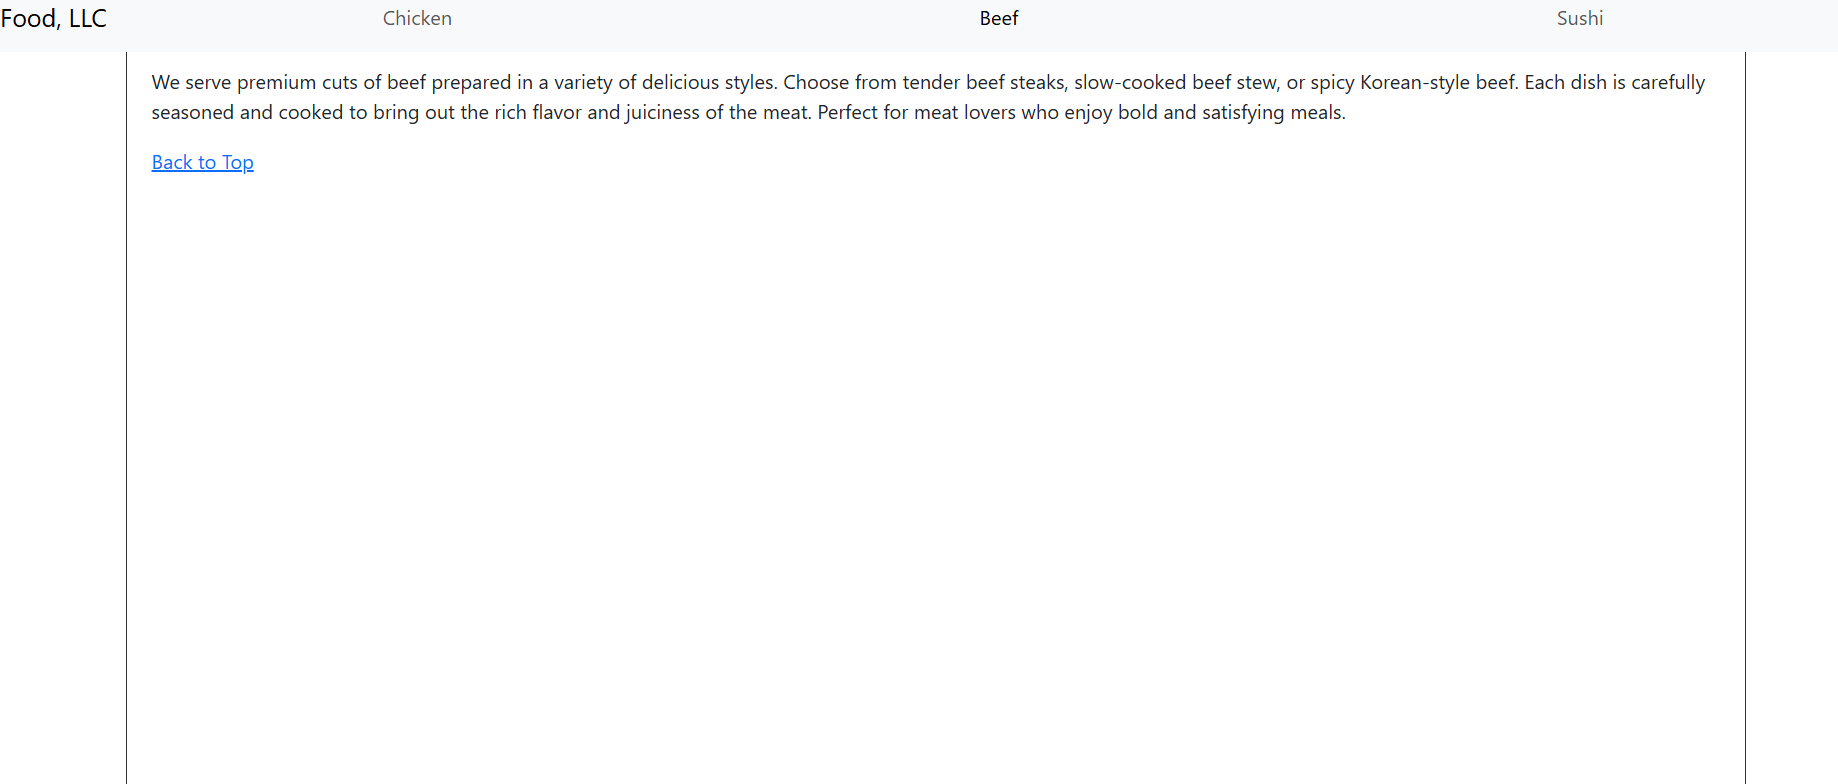 Food, LLC Chicken Beef Sushi
We serve premium cuts of beef prepared in a variety of delicious styles. Choose from tender beef steaks, slow-cooked beef stew, or spicy Korean-style beef. Each dish is carefully
seasoned and cooked to bring out the rich flavor and juiciness of the meat. Perfect for meat lovers who enjoy bold and satisfying meals.
Back to Top